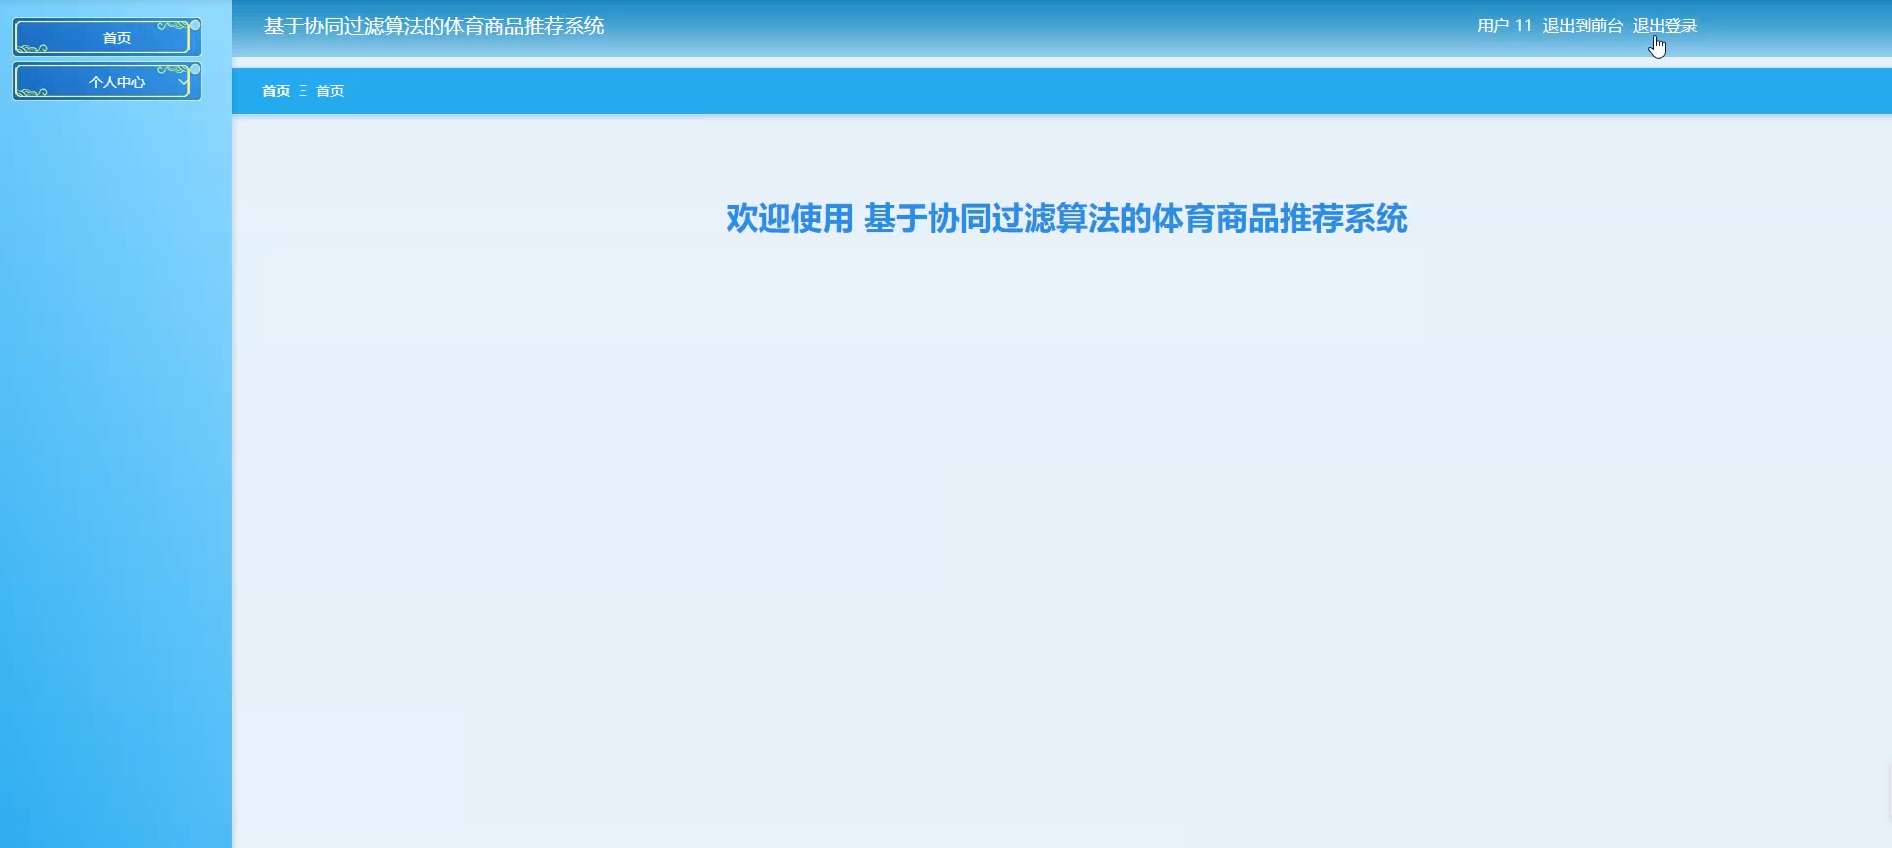 首页
个人中心
基于协同过滤算法的体育商品推荐系统
用户 11 退出到前台 退出登录
首页 Ξ 首页
欢迎使用 基于协同过滤算法的体育商品推荐系统